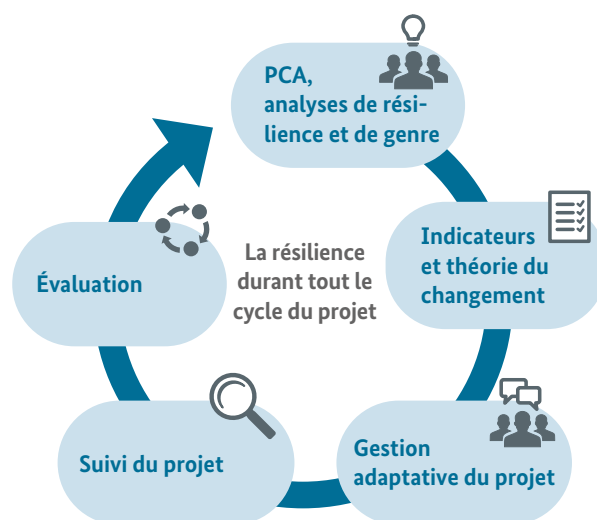 PCA,
analyses de rési-
lience et de genre
Indicateurs
et théorie du
changement
Gestion
adaptative du projet
Suivi du projet
Évaluation
La résilience
durant tout le
cycle du projet